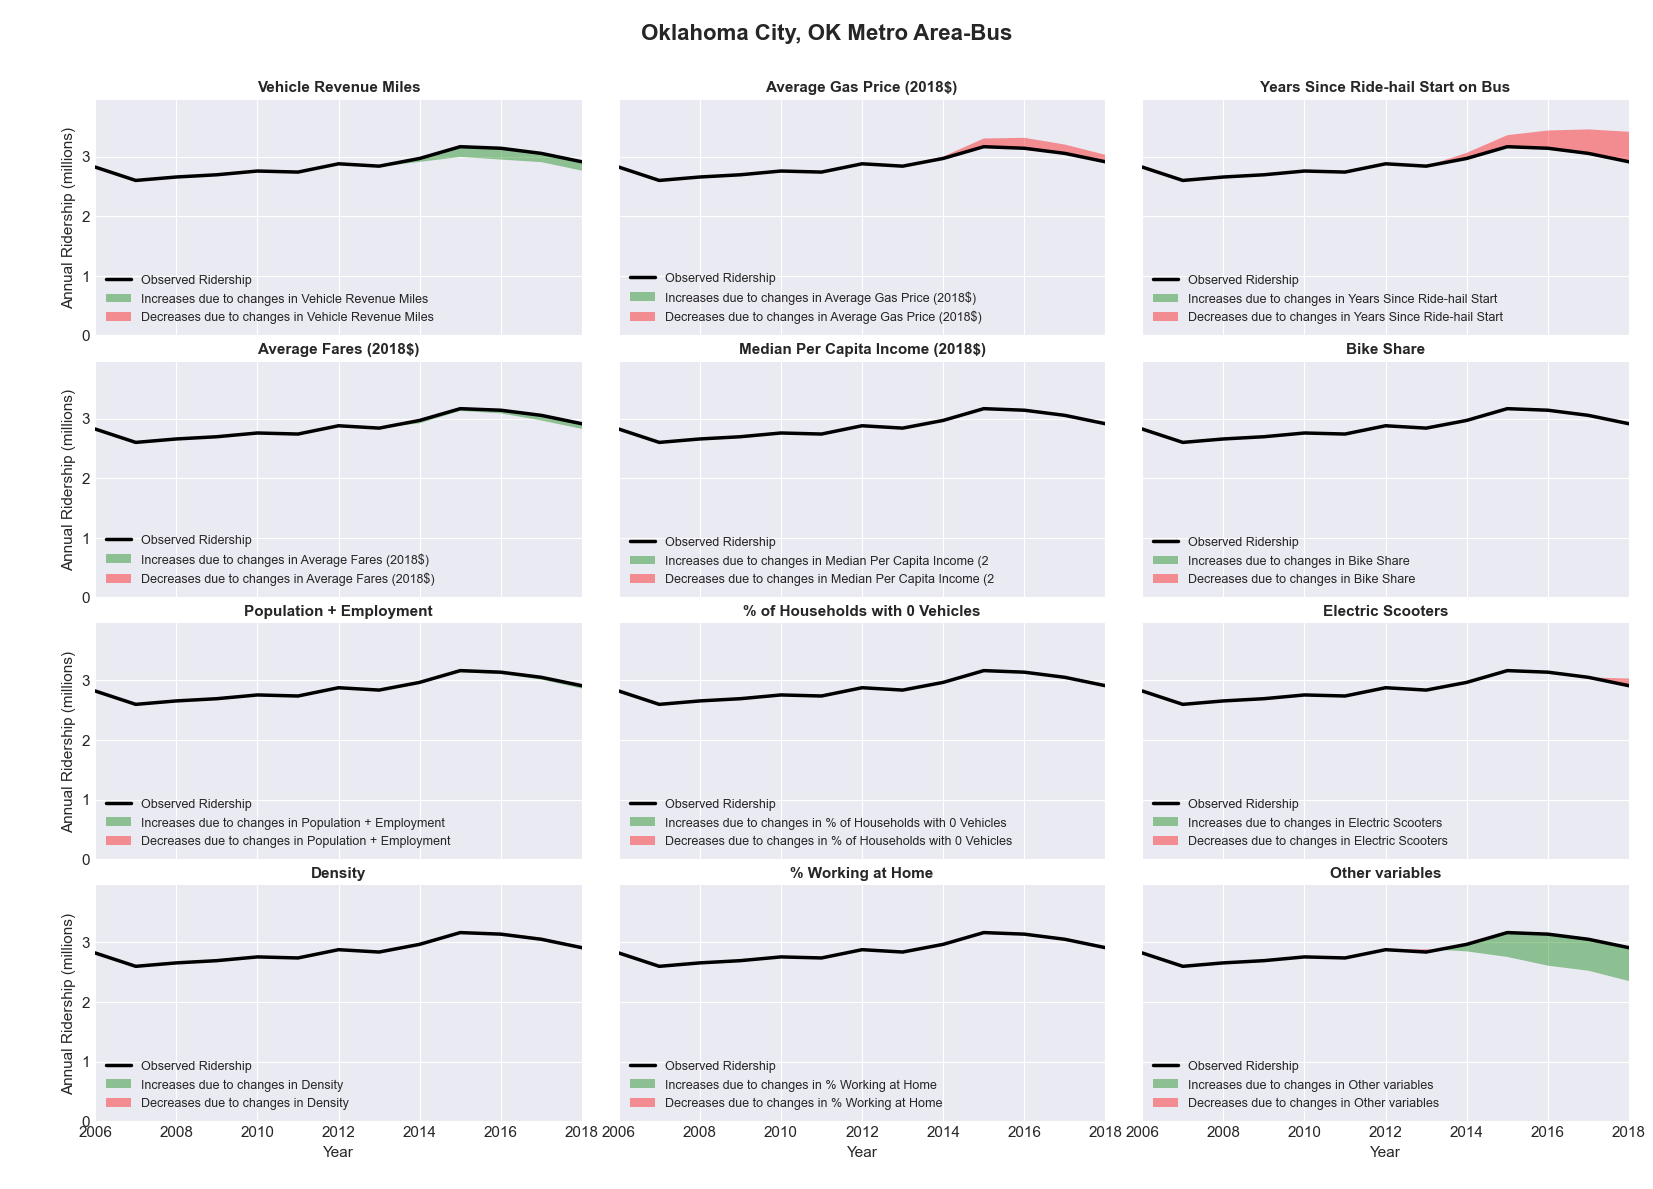 Oklahoma City, OK Metro Area-Bus
Vehicle Revenue Miles
Annual Ridership (millions)
3
2
1
0
Observed Ridership
Increases due to changes in Vehicle Revenue Miles
Decreases due to changes in Vehicle Revenue Miles
Average Gas Price (2018$)
Observed Ridership
Increases due to changes in Average Gas Price (2018$)
Decreases due to changes in Average Gas Price (2018$)
Years Since Ride-hail Start on Bus
Observed Ridership
Increases due to changes in Years Since Ride-hail Start
Decreases due to changes in Years Since Ride-hail Start
Average Fares (2018$)
Annual Ridership (millions)
3
2
1
0
Observed Ridership
Increases due to changes in Average Fares (2018$)
Decreases due to changes in Average Fares (2018$)
Median Per Capita Income (2018$)
Observed Ridership
Increases due to changes in Median Per Capita Income (2
Decreases due to changes in Median Per Capita Income (2
Bike Share
Observed Ridership
Increases due to changes in Bike Share
Decreases due to changes in Bike Share
Population + Employment
Annual Ridership (millions)
3
2
1
0
Observed Ridership
Increases due to changes in Population + Employment
Decreases due to changes in Population + Employment
% of Households with 0 Vehicles
Observed Ridership
Increases due to changes in % of Households with 0 Vehicles
Decreases due to changes in % of Households with 0 Vehicles
Electric Scooters
Observed Ridership
Increases due to changes in Electric Scooters
Decreases due to changes in Electric Scooters
Density
Annual Ridership (millions)
3
2
1
0
Observed Ridership
Increases due to changes in Density
Decreases due to changes in Density
2006 2008 2010 2012 2014 2016 2018
Year
% Working at Home
Observed Ridership
Increases due to changes in % Working at Home
Decreases due to changes in % Working at Home
2006 2008 2010 2012 2014 2016 2018
Year
Other variables
Observed Ridership
Increases due to changes in Other variables
Decreases due to changes in Other variables
2006 2008 2010 2012 2014 2016 2018
Year